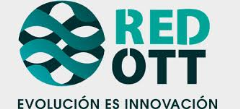 RED
OTT
EVOLUCIÓN ES INNOVACIÓN